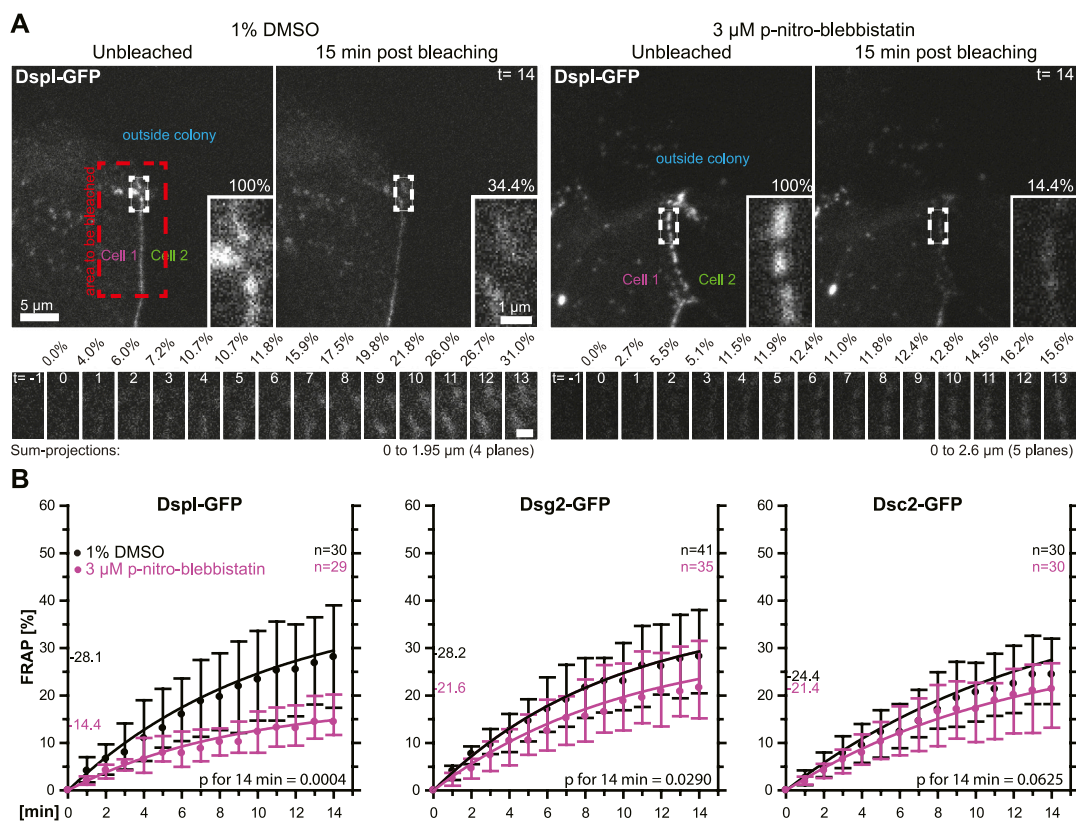 A
1% DMSO
3 µM p-nitro-blebbistatin
Unbleached
15 min post bleaching
Unbleached
15 min post bleaching
DspI-GFP
t= 14
DspI-GFP
t= 14
outside colony
outside colony
area to be bleached
100%
34.4%
100%
14.4%
Cell 1
Cell 2
Cell 1
Cell 2
5 µm
1 µm
0.0% 4.0% 6.0% 7.2% 10.7% 10.7% 11.8% 15.9% 17.5% 19.8% 21.8% 26.0% 26.7% 31.0%
0.0% 2.7% 5.5% 5.1% 11.5% 11.9% 12.4% 11.0% 11.8% 12.4% 12.8% 14.5% 16.2% 15.6%
t= -1 0 1 2 3 4 5 6 7 8 9 10 11 12 13
t= -1 0 1 2 3 4 5 6 7 8 9 10 11 12 13
Sum-projections:
0 to 1.95 µm (4 planes)
0 to 2.6 µm (5 planes)
B
DspI-GFP
Dsg2-GFP
Dsc2-GFP
FRAP [%]
60
50
40
30
20
10
0
1% DMSO
3 µM p-nitro-blebbistatin
n=30
n=29
28.1
14.4
p for 14 min = 0.0004
[min] 0 2 4 6 8 10 12 14
60
50
40
30
20
10
0
n=41
n=35
28.2
21.6
p for 14 min = 0.0290
0 2 4 6 8 10 12 14
60
50
40
30
20
10
0
n=30
n=30
24.4
21.4
p for 14 min = 0.0625
0 2 4 6 8 10 12 14